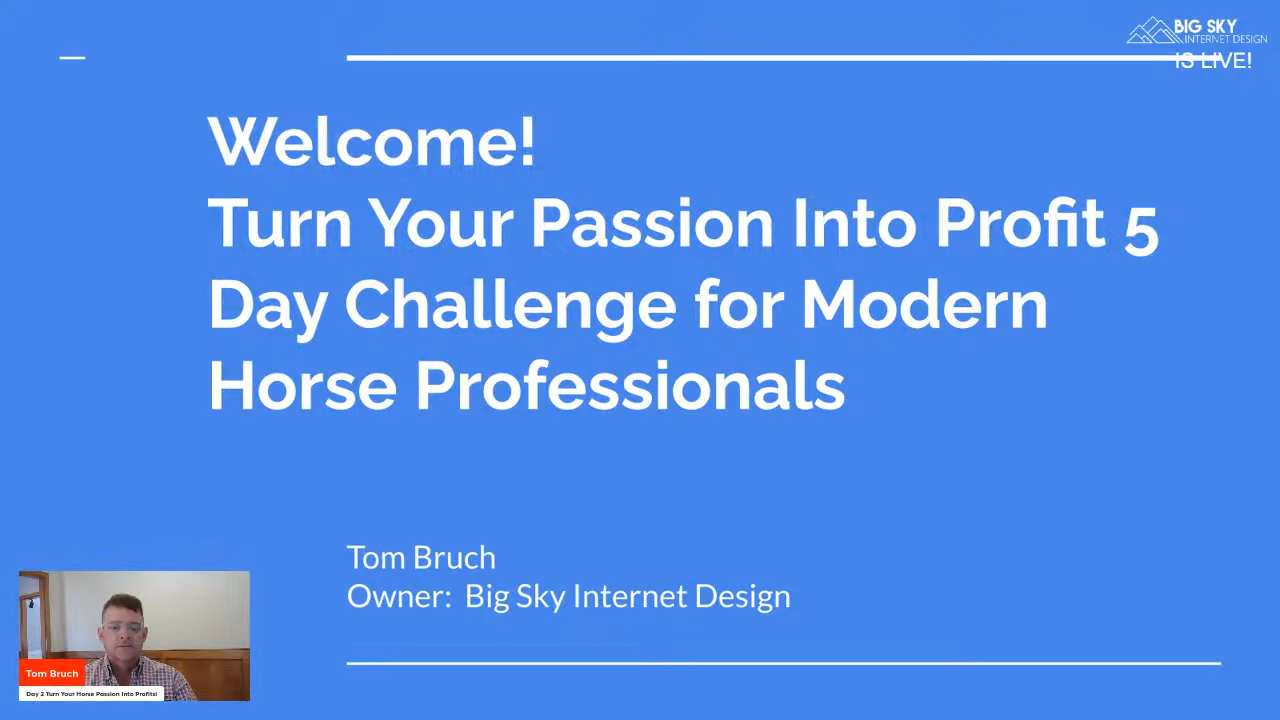 BIG SKY
INTERNET DESIGN
IS LIVE!
Welcome!
Turn Your Passion Into Profit 5
Day Challenge for Modern
Horse Professionals
Tom Bruch
Owner: Big Sky Internet Design
Tom Bruch
Day 2 Turn Your Horse Passion Into Profits!